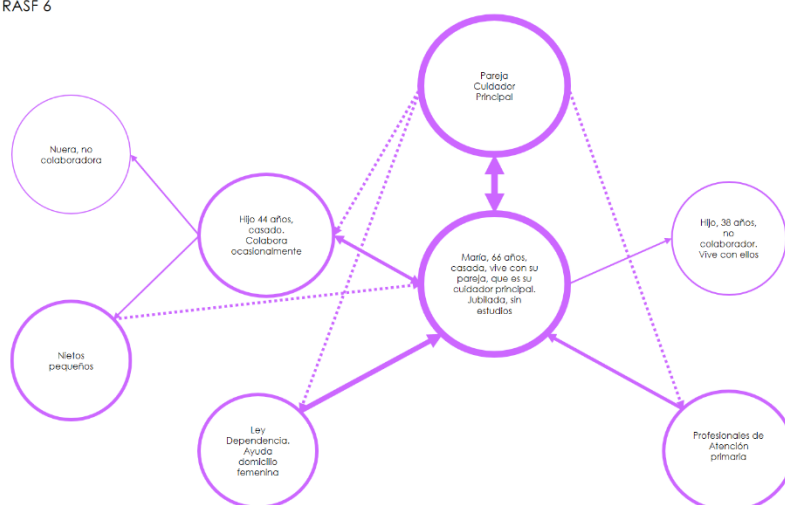 RASF 6
Pareja
Cuidador
Principal
Nuera, no
colaboradora
Hijo 44 años,
casado.
Colabora
ocasionalmente
María, 66 años,
casada, vive con su
pareja, que es su
cuidador principal.
Jubilada, sin
estudios
Hijo, 38 años,
no
colaborador.
Vive con ellos
Nietos
pequeños
Ley
Dependencia.
Ayuda
domicilio
femenina
Profesionales de
Atención
primaria